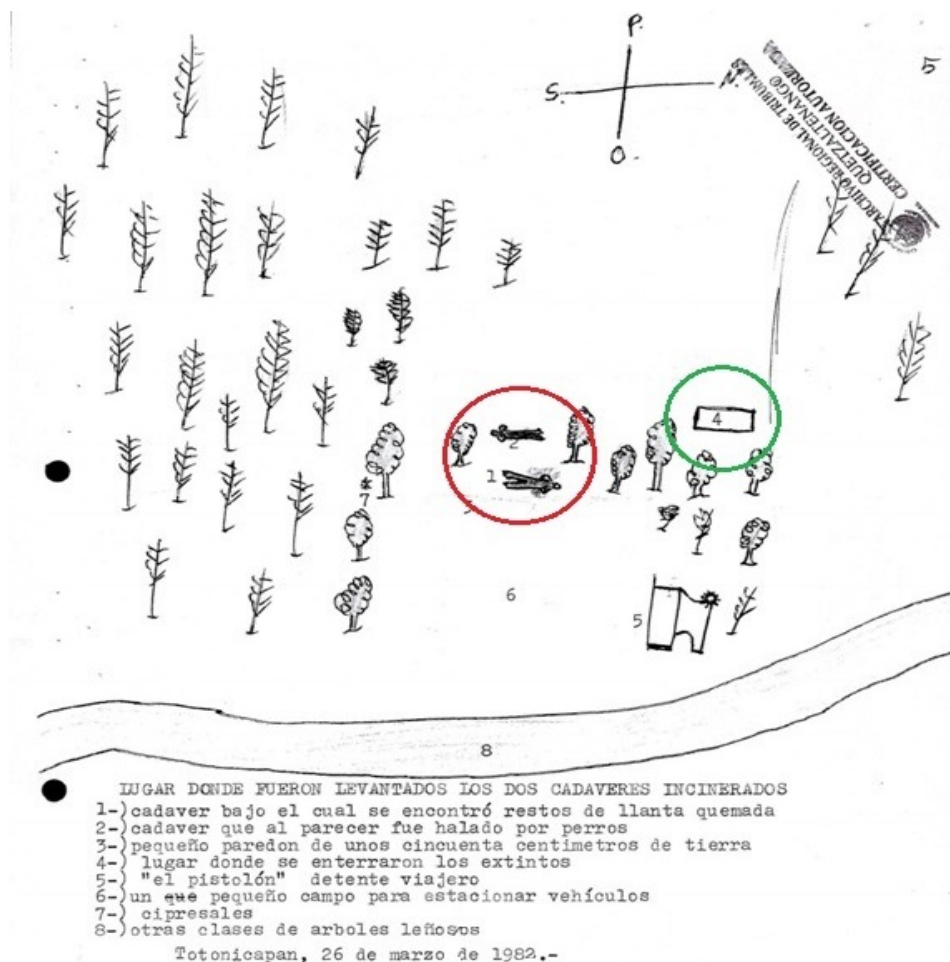 P.
S.
N.
O.
5
ARCHIVO REGIONAL DE TRIBUNALES
QUETZALTENANGO
CERTIFICACION AUTORIZADA
4
2
1
7
6
5
8
LUGAR DONDE FUERON LEVANTADOS LOS DOS CADAVERES INCINERADOS
1-)cadaver bajo el cual se encontró restos de llanta quemada
2-)cadaver que al parecer fue halado por perros
3-)pequeño paredon de unos cincuenta centimetros de tierra
4-) lugar donde se enterraron los extintos
5-) "el pistolón" detente viajero
6-)un que pequeño campo para estacionar vehículos
7-) cipresales
8-)otras clases de arboles leñosos
Totonicapan, 26 de marzo de 1982.-